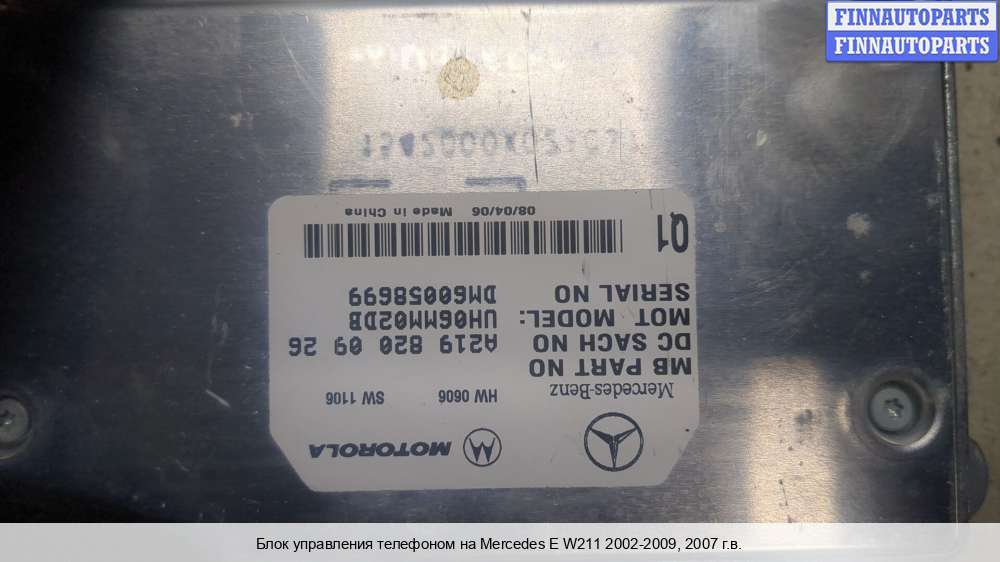 FINNAUTOPARTS
FINNAUTOPARTS
MOTOROLA
HW 0606 SW 1106
Mercedes-Benz
MB PART NO
DC SACH NO A219 820 09 26
MOT MODEL: UH06MM02DB
SERIAL NO DM60058699
Q1
08/04/06 Made in China
Блок управления телефоном на Mercedes E W211 2002-2009, 2007 г.в.